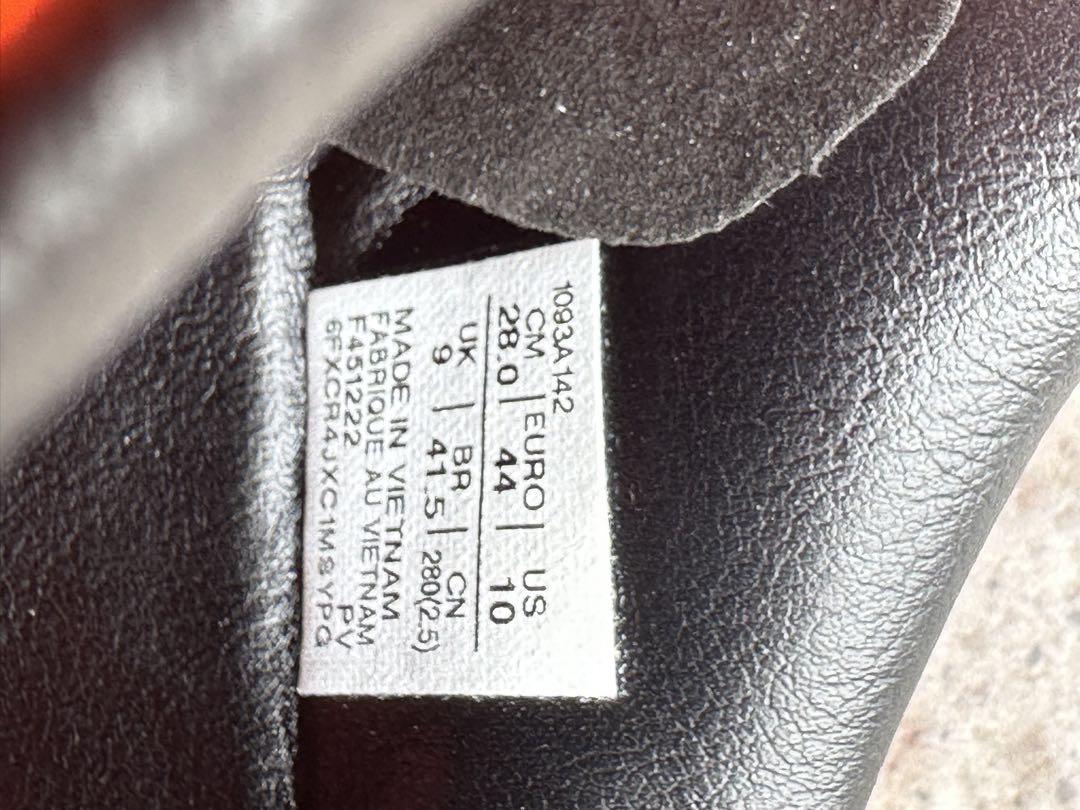 1093A142
CM | EURO | US
28.0 | 44 | 10
UK | BR | CN
9 | 41.5 | 280(2.5)
MADE IN VIETNAM
FABRIQUE AU VIETNAM
F451222 PV
6FXCR4JXC1MSYPG